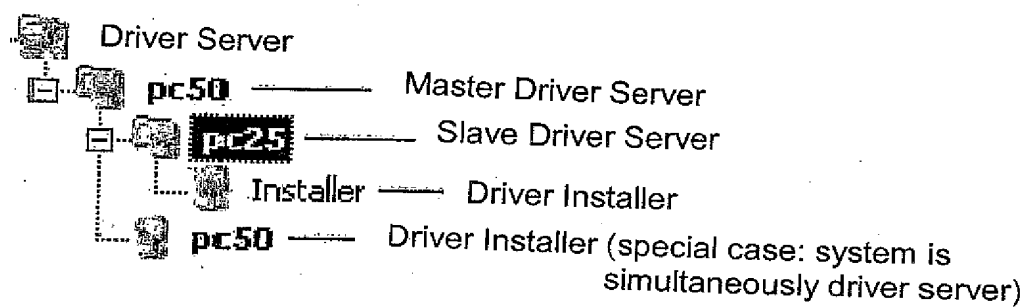 Driver Server
pc50 Master Driver Server
pc25 Slave Driver Server
Installer Driver Installer
pc50 Driver Installer (special case: system is
simultaneously driver server)